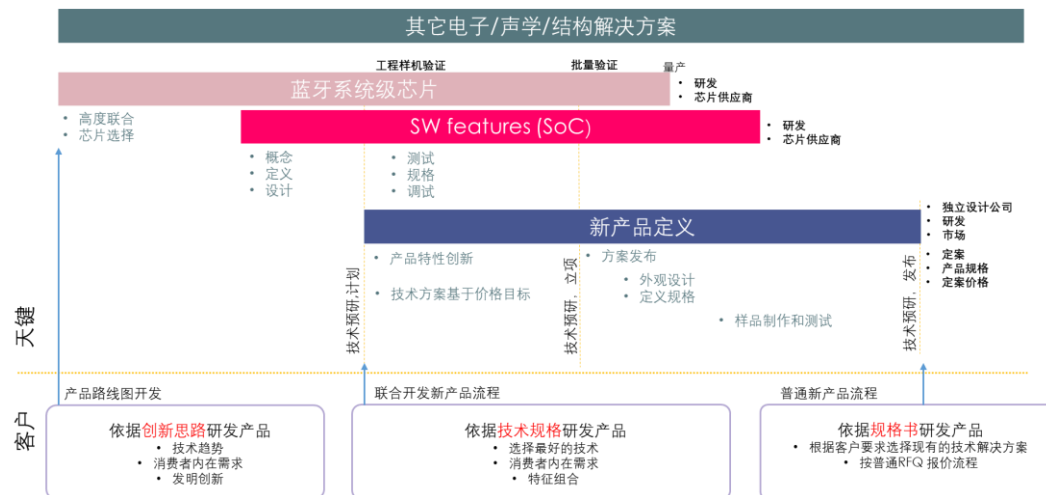 其它电子/声学/结构解决方案
工程样机验证
批量验证
量产
蓝牙系统级芯片
• 研发
• 芯片供应商
• 高度联合
• 芯片选择
SW features (SoC)
• 研发
• 芯片供应商
• 概念
• 定义
• 设计
• 测试
• 规格
• 调试
新产品定义
• 独立设计公司
• 研发
• 市场
• 定案
• 产品规格
• 定案价格
技术预研,计划
• 产品特性创新
• 技术方案基于价格目标
技术预研，立项
• 方案发布
• 外观设计
• 定义规格
• 样品制作和测试
技术预研，发布
天键
客户
产品路线图开发
联合开发新产品流程
普通新产品流程
依据创新思路研发产品
• 技术趋势
• 消费者内在需求
• 发明创新
依据技术规格研发产品
• 选择最好的技术
• 消费者内在需求
• 特征组合
依据规格书研发产品
• 根据客户要求选择现有的技术解决方案
• 按普通RFQ 报价流程